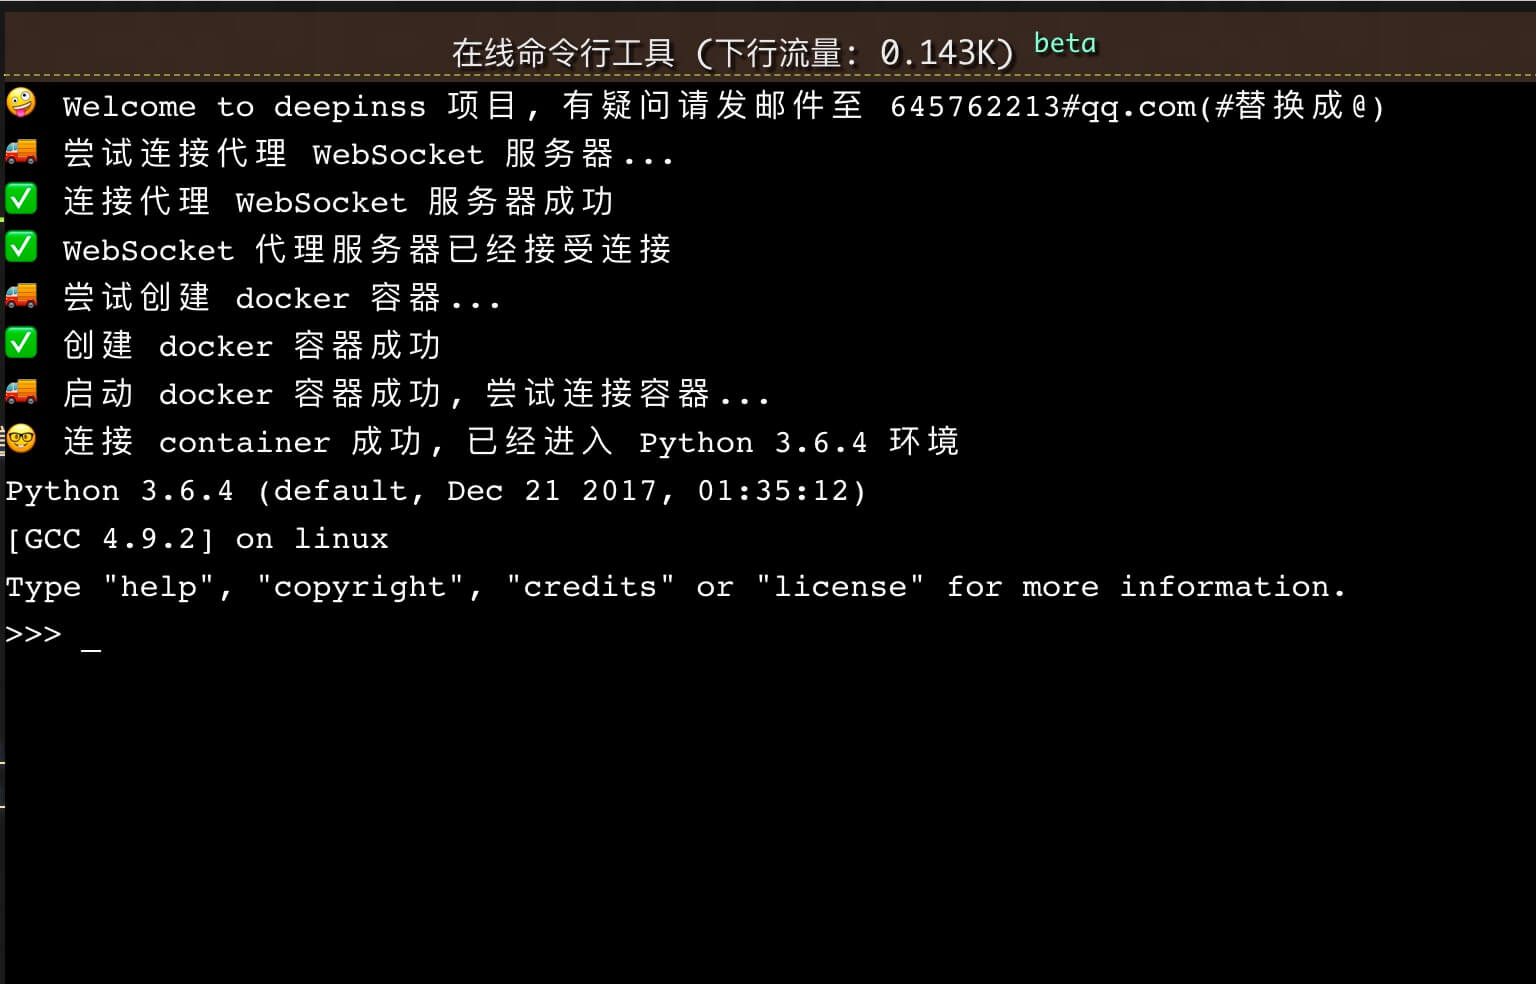 在线命令行工具 (下行流量: 0.143K) beta
🤪 Welcome to deepinss 项目, 有疑问请发邮件至 645762213#qq.com(#替换成@)
🚚 尝试连接代理 WebSocket 服务器...
✅ 连接代理 WebSocket 服务器成功
✅ WebSocket 代理服务器已经接受连接
🚚 尝试创建 docker 容器...
✅ 创建 docker 容器成功
🚚 启动 docker 容器成功, 尝试连接容器...
🤓 连接 container 成功, 已经进入 Python 3.6.4 环境
Python 3.6.4 (default, Dec 21 2017, 01:35:12)
[GCC 4.9.2] on linux
Type "help", "copyright", "credits" or "license" for more information.
>>> _